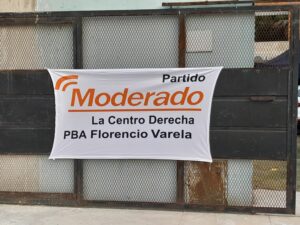 Partido
Moderado
La Centro Derecha
PBA Florencio Varela